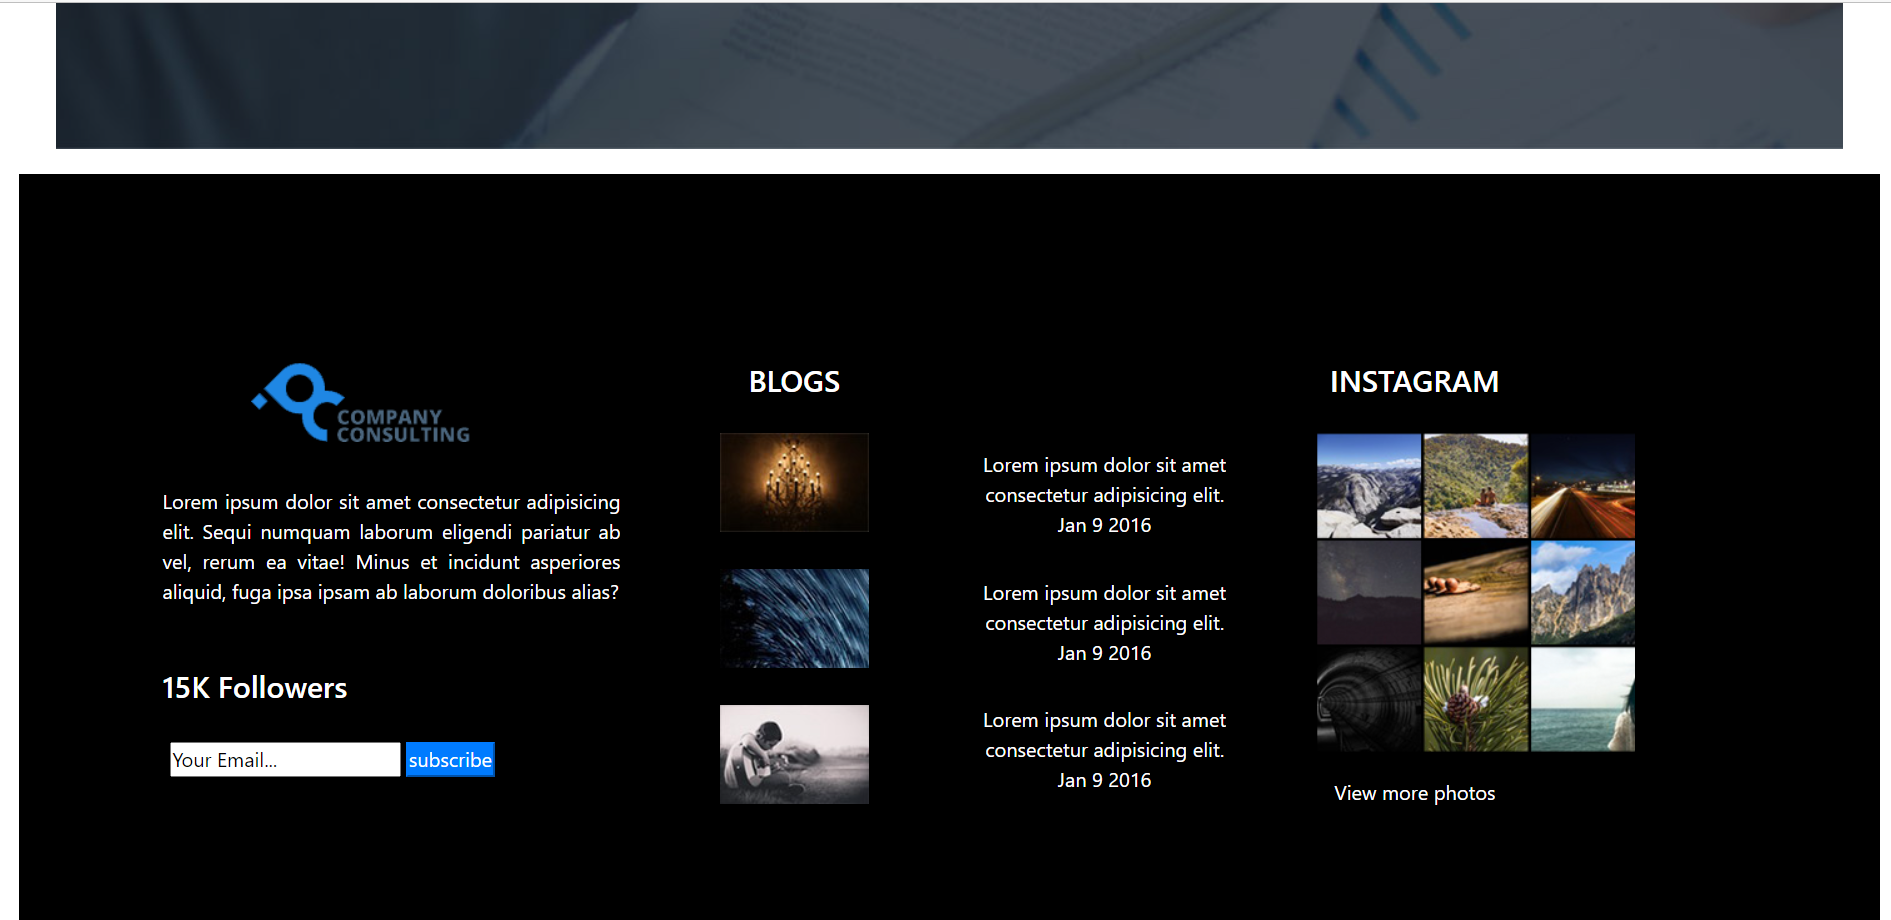 COMPANY
CONSULTING
Lorem ipsum dolor sit amet consectetur adipisicing
elit. Sequi numquam laborum eligendi pariatur ab
vel, rerum ea vitae! Minus et incidunt asperiores
aliquid, fuga ipsa ipsam ab laborum doloribus alias?
15K Followers
Your Email...
subscribe
BLOGS
Lorem ipsum dolor sit amet
consectetur adipisicing elit.
Jan 9 2016
Lorem ipsum dolor sit amet
consectetur adipisicing elit.
Jan 9 2016
Lorem ipsum dolor sit amet
consectetur adipisicing elit.
Jan 9 2016
INSTAGRAM
View more photos